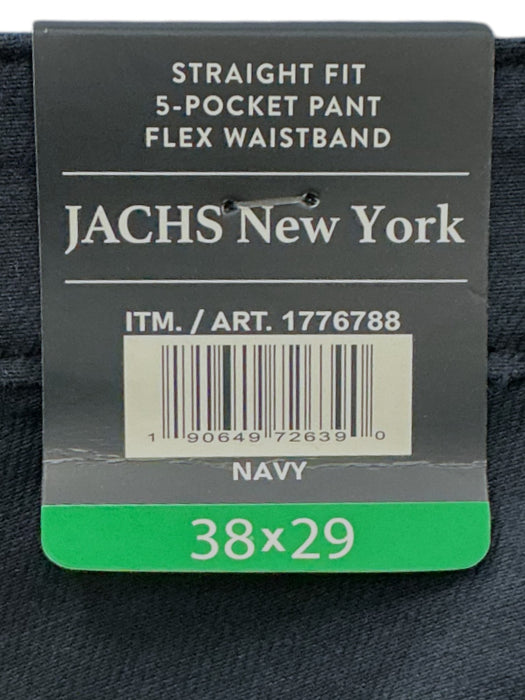 STRAIGHT FIT
5-POCKET PANT
FLEX WAISTBAND
JACHS New York
ITM. / ART. 1776788
1 90649 72639 0
NAVY
38x29